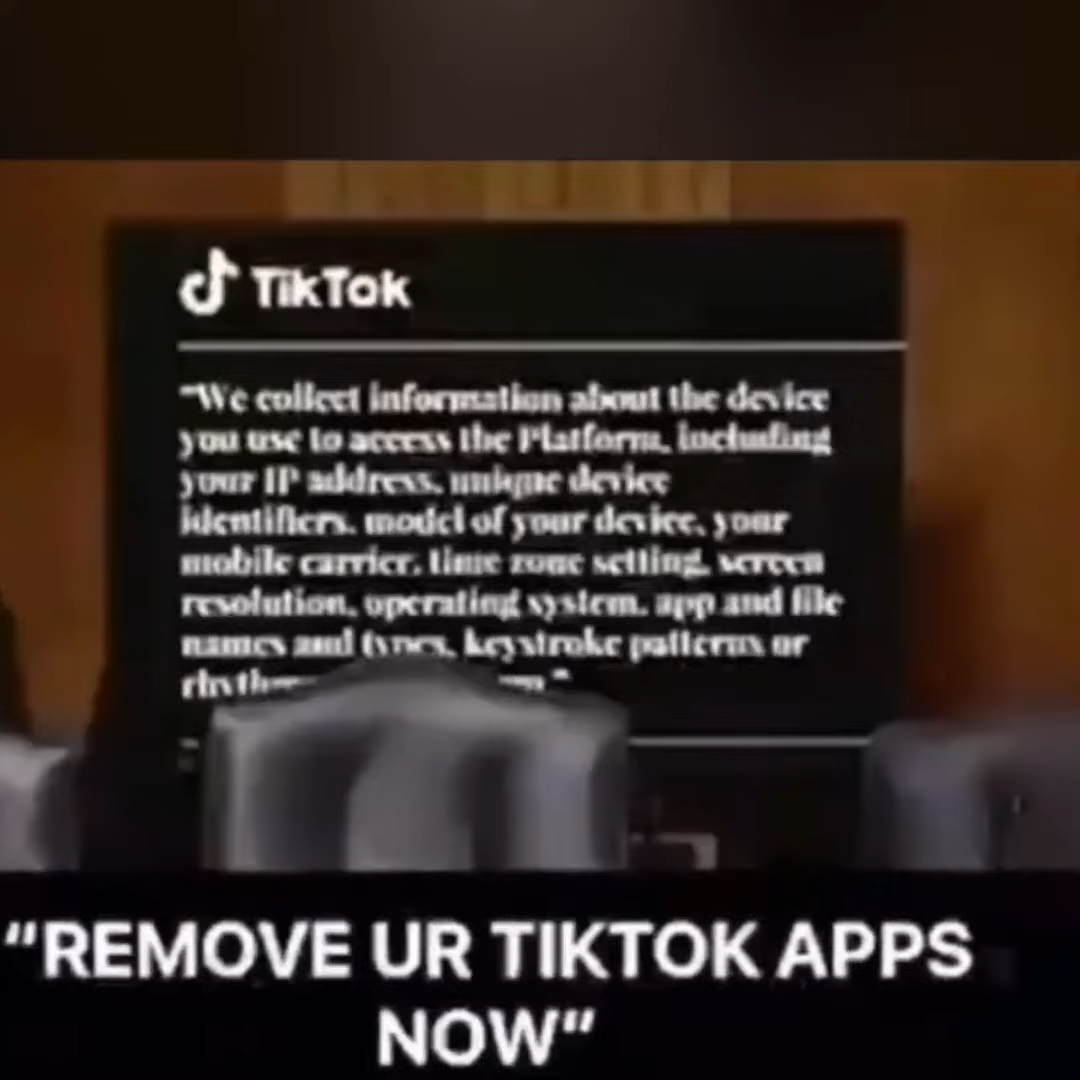 TikTok
"We collect information about the device
you use to access the Platform, including
your IP address, unique device
identifiers, model of your device, your
mobile carrier, time zone setting, screen
resolution, operating system, app and file
names and types, keystroke patterns or
"REMOVE UR TIKTOK APPS
NOW"